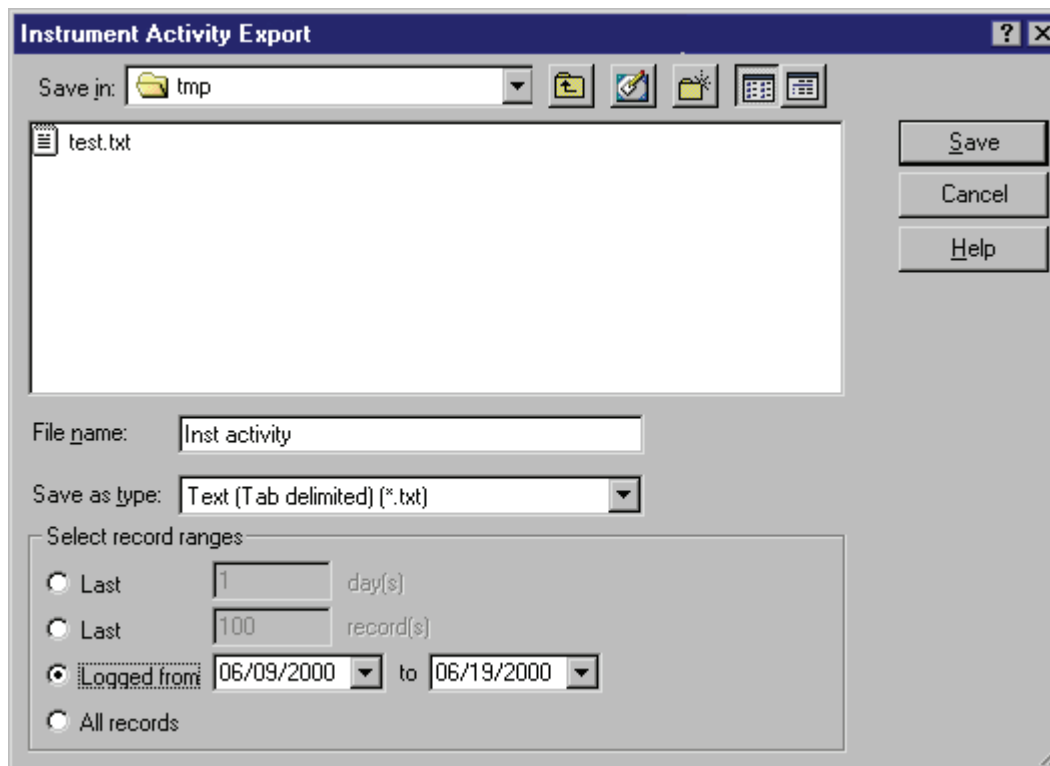 Instrument Activity Export
Save in: tmp
test.txt
Save
Cancel
Help
File name: Inst activity
Save as type: Text (Tab delimited) (*.txt)
Select record ranges
Last 1 day(s)
Last 100 record(s)
Logged from 06/09/2000 to 06/19/2000
All records